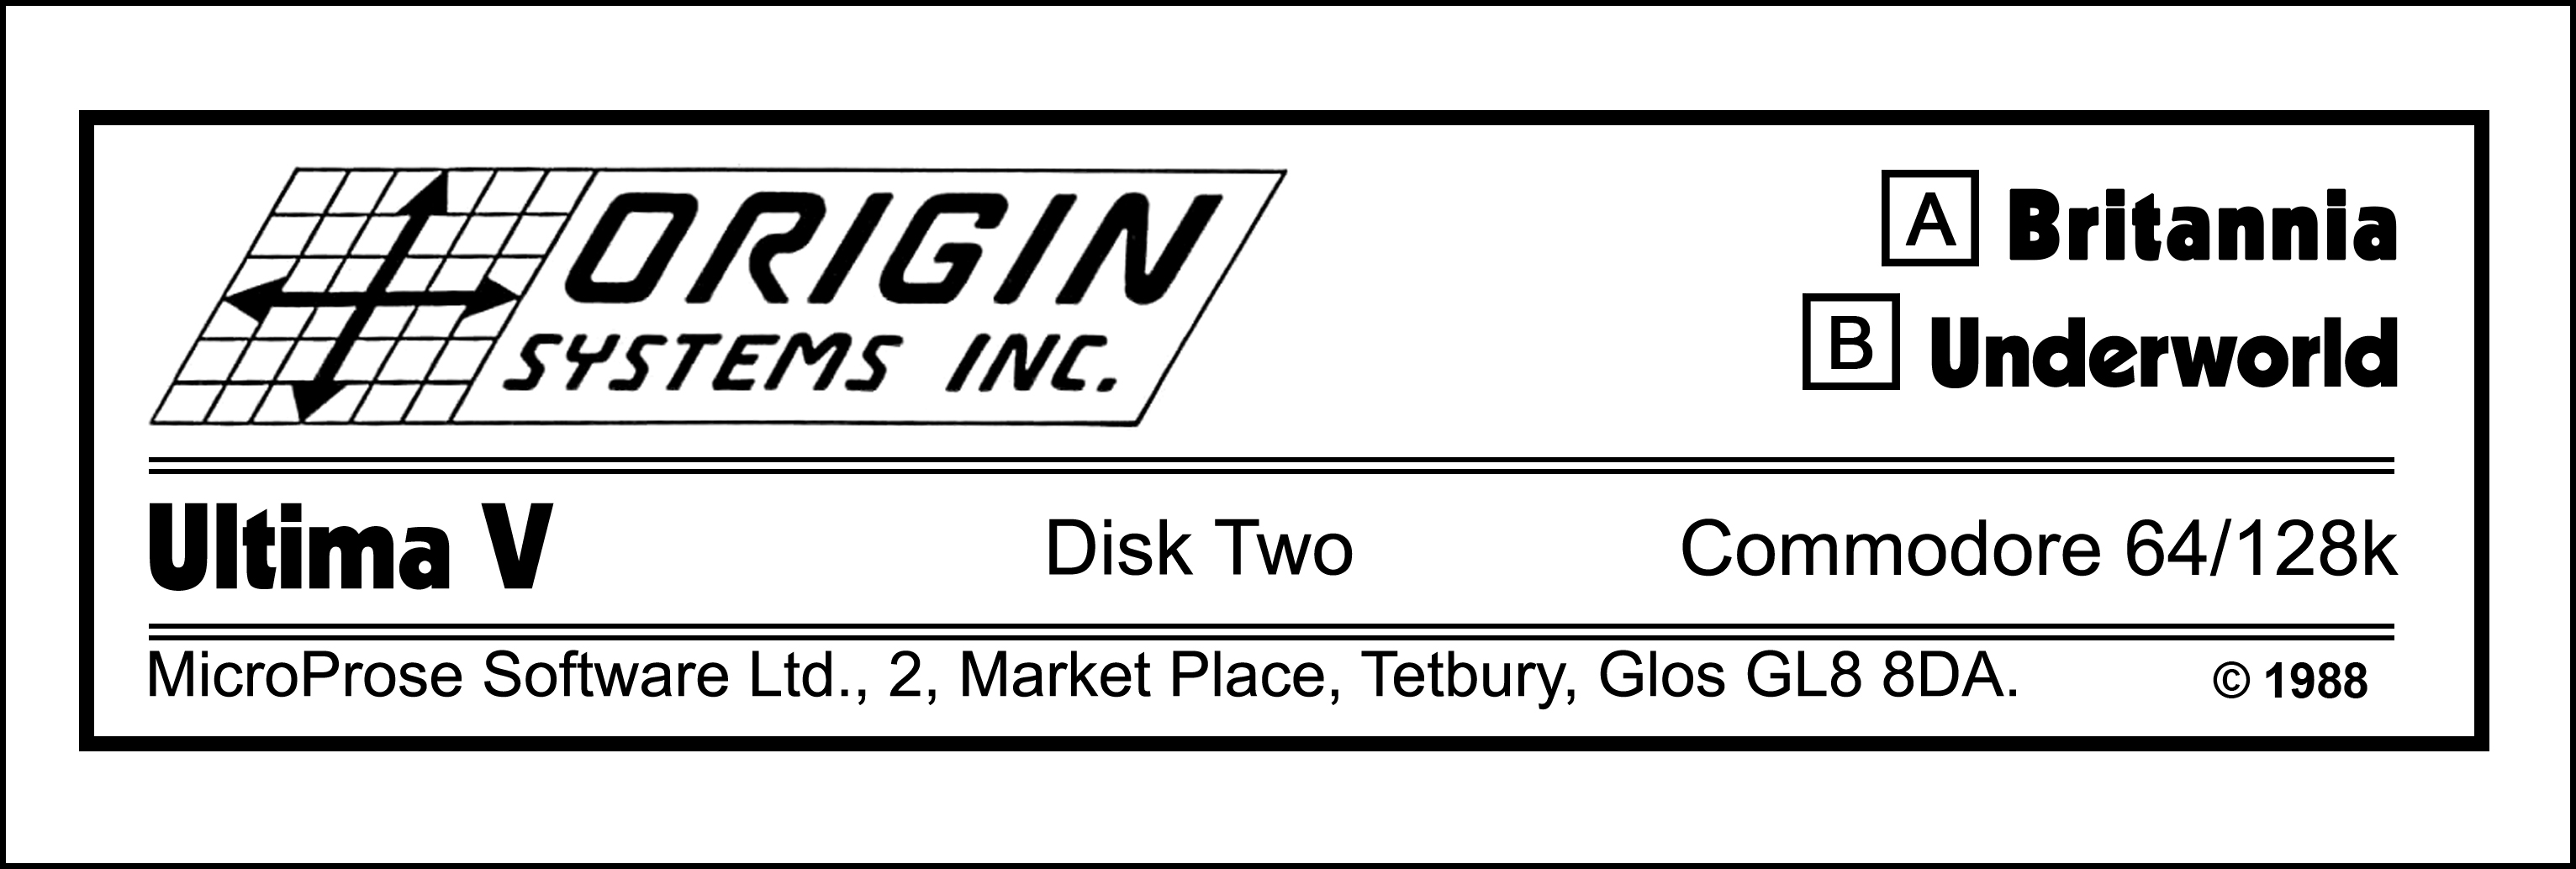 ORIGIN
SYSTEMS INC.
A Britannia
B Underworld
Ultima V Disk Two Commodore 64/128k
MicroProse Software Ltd., 2, Market Place, Tetbury, Glos GL8 8DA. © 1988